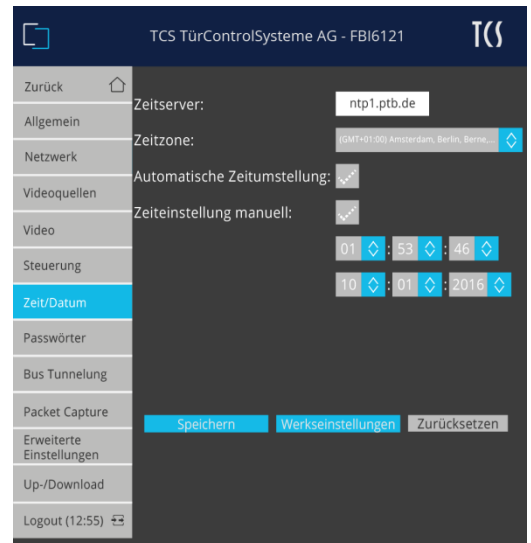 TCS TürControlSysteme AG - FBI6121
TCS
Zurück
Allgemein
Netzwerk
Videoquellen
Video
Steuerung
Zeit/Datum
Passwörter
Bus Tunnelung
Packet Capture
Erweiterte
Einstellungen
Up-/Download
Logout (12:55)
Zeitserver: ntp1.ptb.de
Zeitzone: (GMT+01:00) Amsterdam, Berlin, Berne,...
Automatische Zeitumstellung:
Zeiteinstellung manuell:
01 : 53 : 46
10 : 01 : 2016
Speichern Werkseinstellungen Zurücksetzen